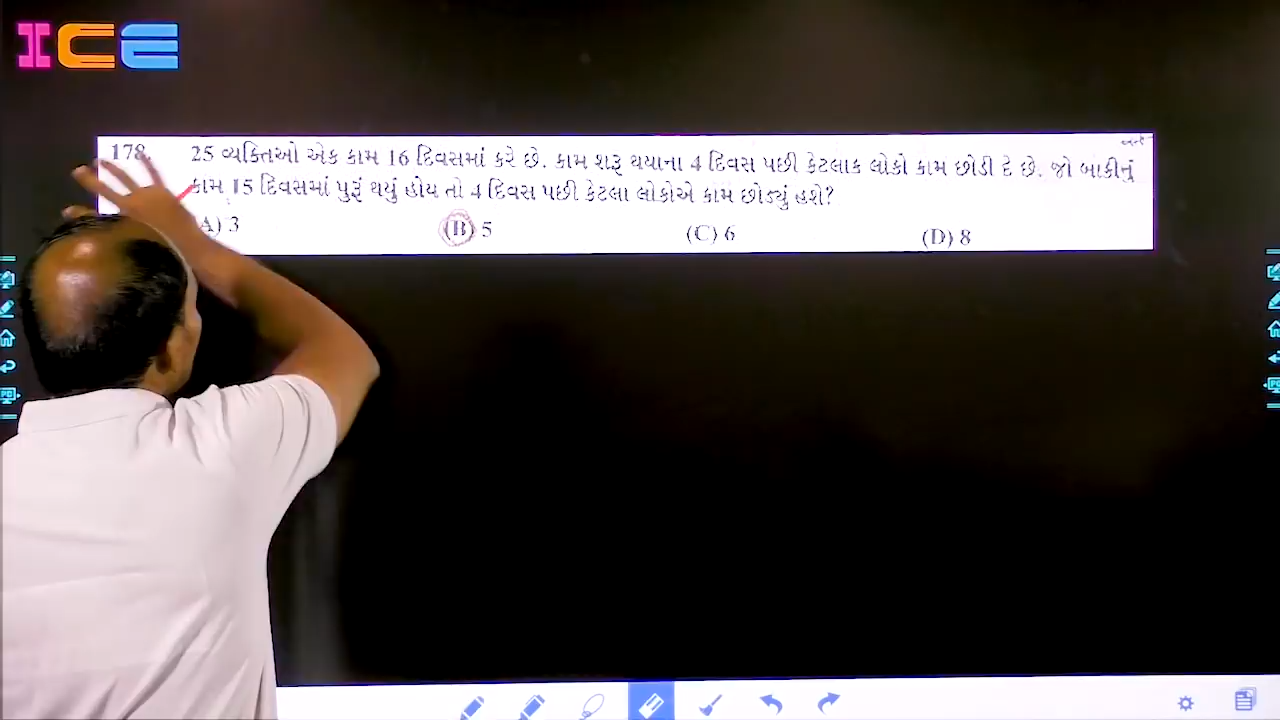 ICE
178. 25 વ્યક્તિઓ એક કામ 16 દિવસમાં કરે છે. કામ શરૂ થયાના 4 દિવસ પછી કેટલાક લોકો કામ છોડી દે છે. જો બાકીનું
કામ 15 દિવસમાં પુરૂં થયું હોય તો 4 દિવસ પછી કેટલા લોકોએ કામ છોડ્યું હશે?
(A) 3 (B) 5 (C) 6 (D) 8